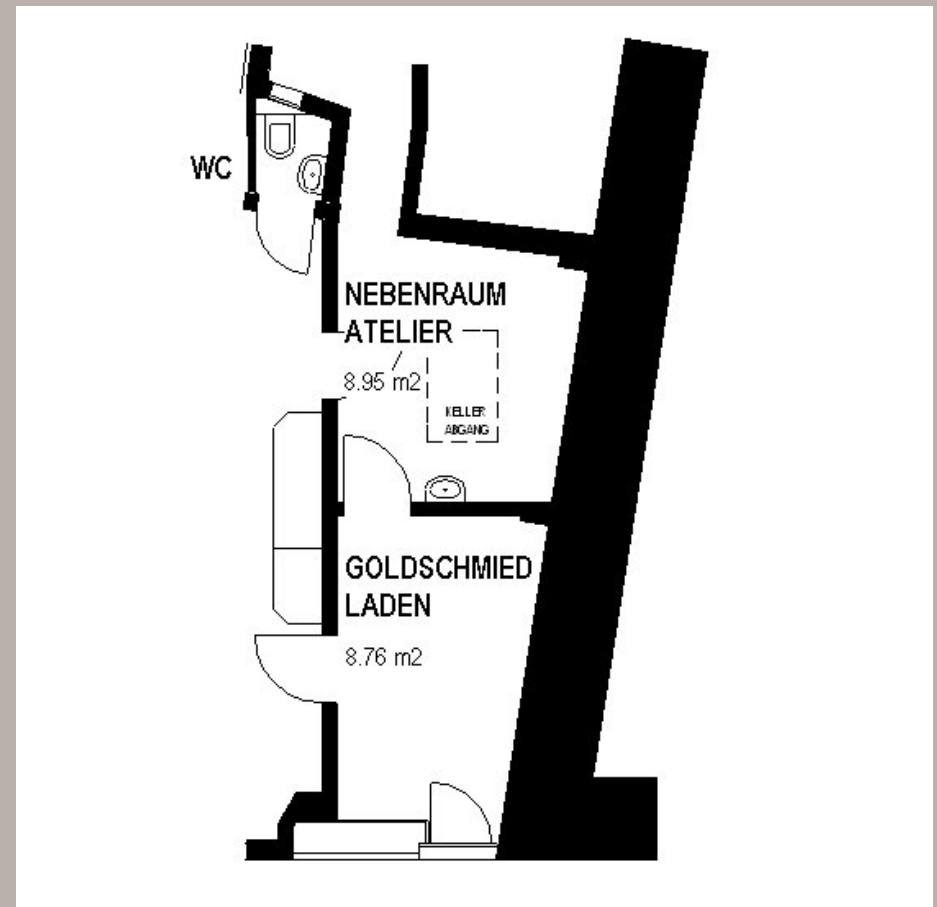 WC
NEBENRAUM
ATELIER
8.95 m2
KELLER
ABGANG
GOLDSCHMIED
LADEN
8.76 m2